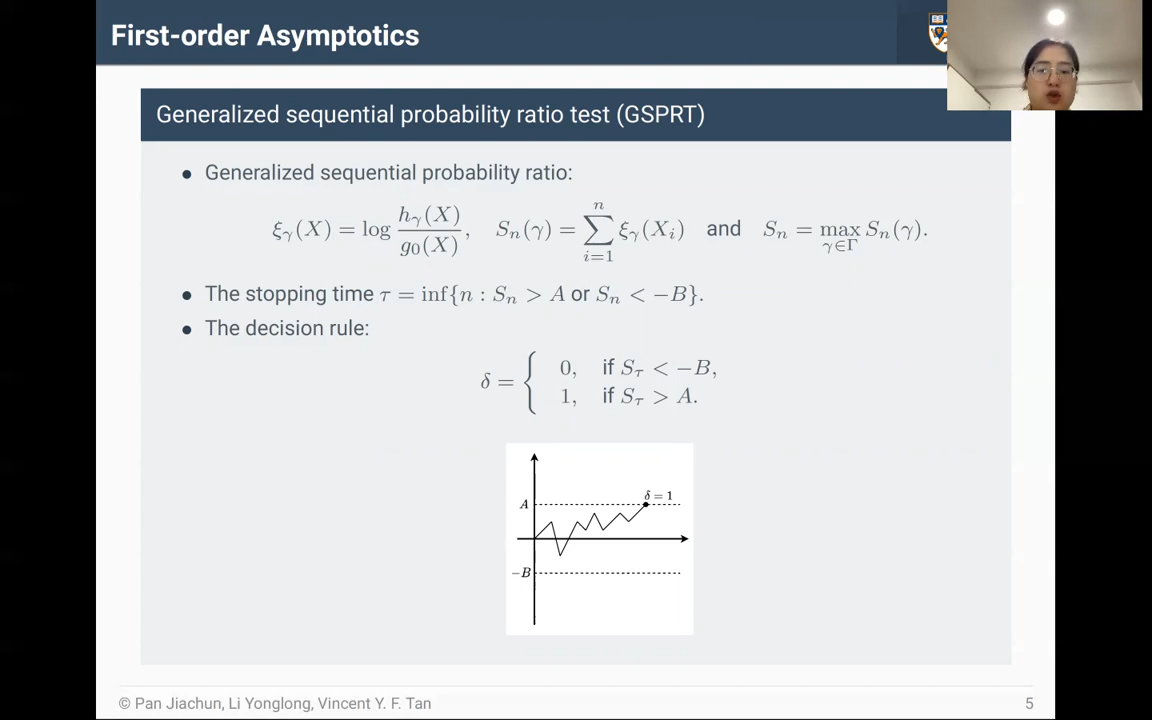 First-order Asymptotics
Generalized sequential probability ratio test (GSPRT)
• Generalized sequential probability ratio:
ξ_γ(X) = log h_γ(X) / g_0(X), S_n(γ) = ∑_{i=1}^{n} ξ_γ(X_i) and S_n = max_{γ∈Γ} S_n(γ).
• The stopping time τ = inf{n : S_n > A or S_n < −B}.
• The decision rule:
δ = { 0, if S_τ < −B,
1, if S_τ > A.
δ = 1
A
−B
© Pan Jiachun, Li Yonglong, Vincent Y. F. Tan
5